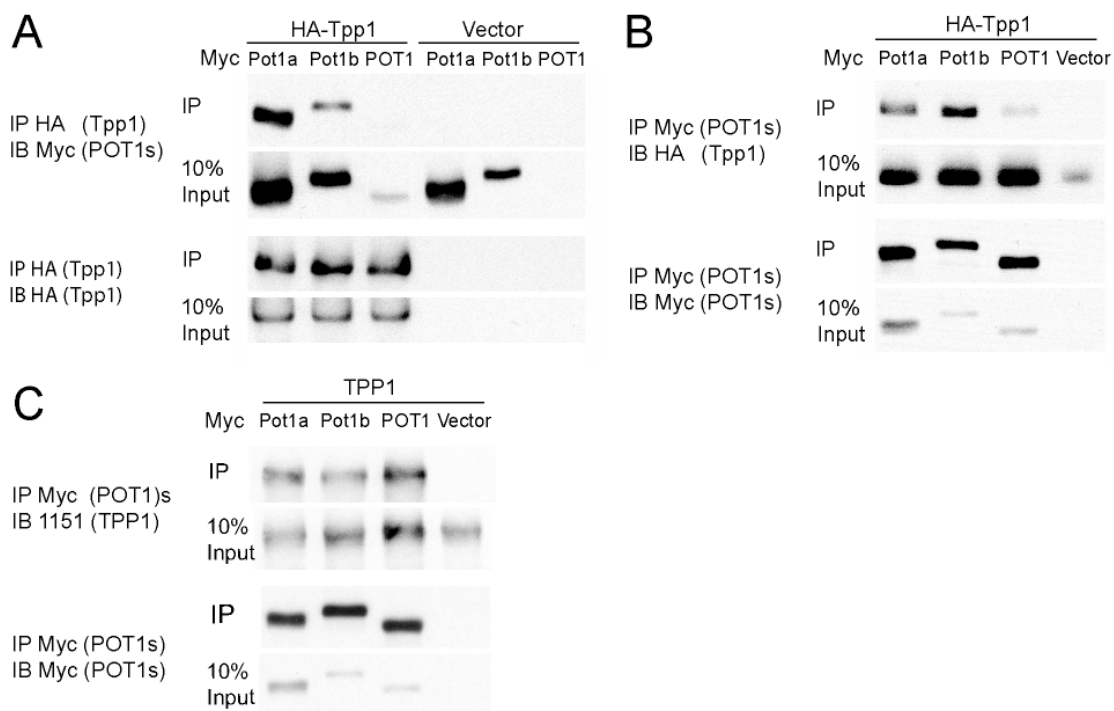 A
HA-Tpp1 Vector
Myc Pot1a Pot1b POT1 Pot1a Pot1b POT1
IP HA (Tpp1)
IB Myc (POT1s)
IP
10%
Input
IP HA (Tpp1)
IB HA (Tpp1)
IP
10%
Input
B
HA-Tpp1
Myc Pot1a Pot1b POT1 Vector
IP Myc (POT1s)
IB HA (Tpp1)
IP
10%
Input
IP Myc (POT1s)
IB Myc (POT1s)
IP
10%
Input
C
TPP1
Myc Pot1a Pot1b POT1 Vector
IP Myc (POT1)s
IB 1151 (TPP1)
IP
10%
Input
IP Myc (POT1s)
IB Myc (POT1s)
IP
10%
Input